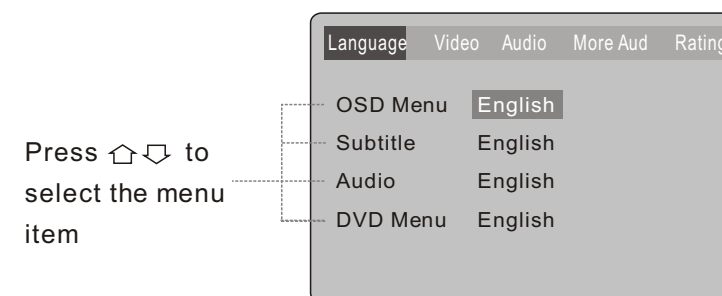 Language Video Audio More Aud Rating
OSD Menu English
Subtitle English
Audio English
DVD Menu English
Press ⇧⇩ to
select the menu
item